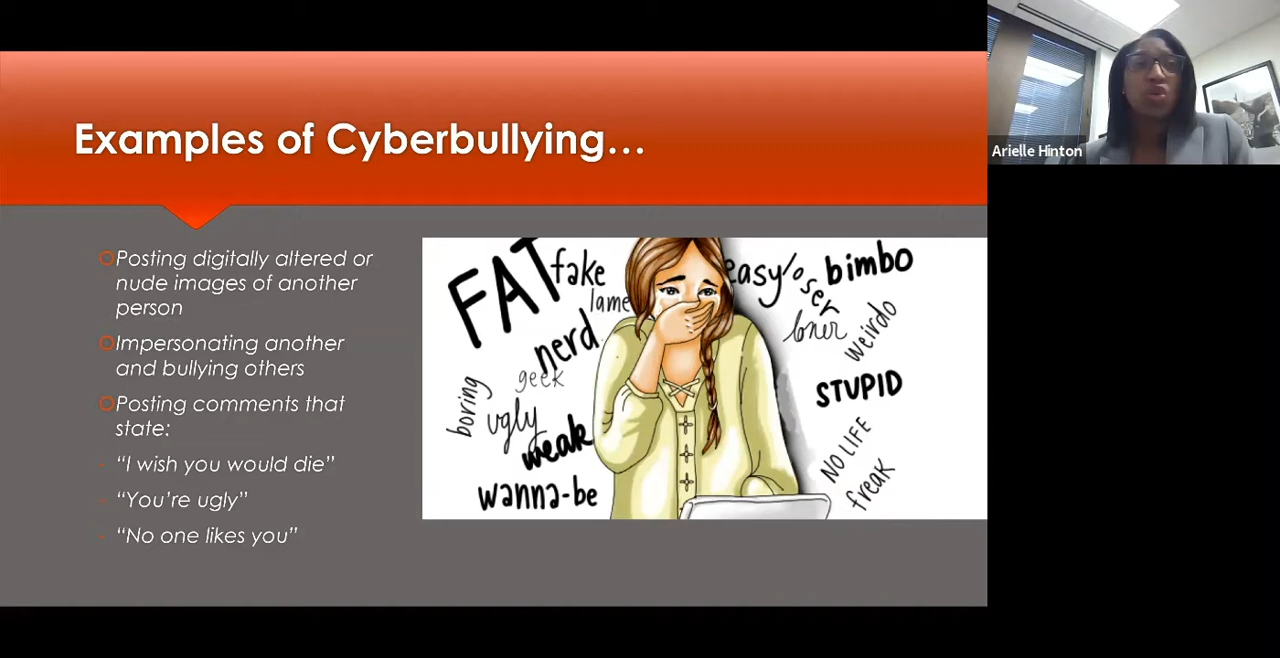 Examples of Cyberbullying…
Arielle Hinton
Posting digitally altered or
nude images of another
person
Impersonating another
and bullying others
Posting comments that
state:
- “I wish you would die”
- “You’re ugly”
- “No one likes you”
FAT
fake
lame
nerd
geek
boring
ugly
weak
wanna-be
easy
loser
bimbo
loner
weirdo
STUPID
NO LIFE
freak